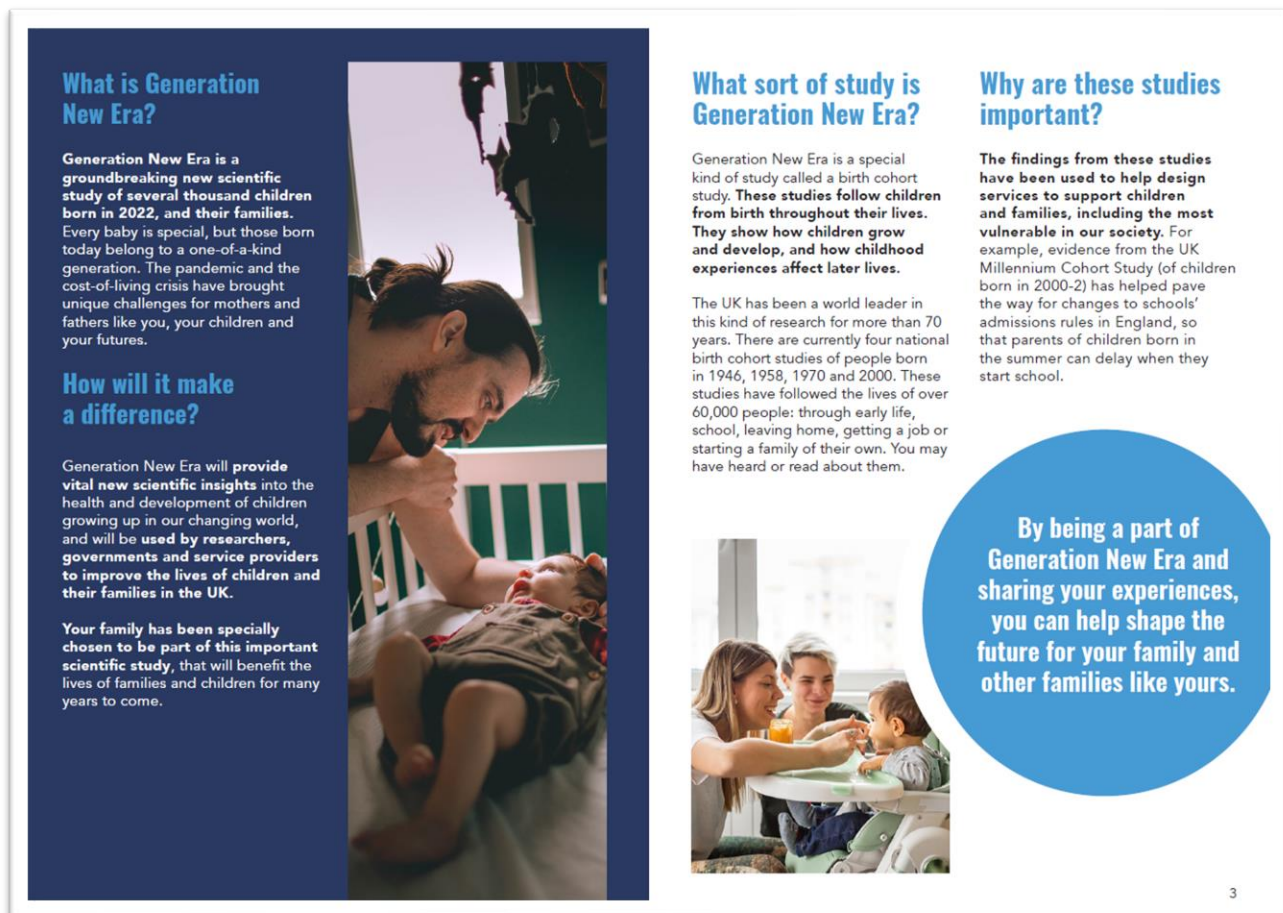 What is Generation
New Era?
Generation New Era is a
groundbreaking new scientific
study of several thousand children
born in 2022, and their families.
Every baby is special, but those born
today belong to a one-of-a-kind
generation. The pandemic and the
cost-of-living crisis have brought
unique challenges for mothers and
fathers like you, your children and
your futures.
How will it make
a difference?
Generation New Era will provide
vital new scientific insights into the
health and development of children
growing up in our changing world,
and will be used by researchers,
governments and service providers
to improve the lives of children and
their families in the UK.
Your family has been specially
chosen to be part of this important
scientific study, that will benefit the
lives of families and children for many
years to come.
What sort of study is
Generation New Era?
Generation New Era is a special
kind of study called a birth cohort
study. These studies follow children
from birth throughout their lives.
They show how children grow
and develop, and how childhood
experiences affect later lives.
The UK has been a world leader in
this kind of research for more than 70
years. There are currently four national
birth cohort studies of people born
in 1946, 1958, 1970 and 2000. These
studies have followed the lives of over
60,000 people: through early life,
school, leaving home, getting a job or
starting a family of their own. You may
have heard or read about them.
Why are these studies
important?
The findings from these studies
have been used to help design
services to support children
and families, including the most
vulnerable in our society. For
example, evidence from the UK
Millennium Cohort Study (of children
born in 2000-2) has helped pave
the way for changes to schools’
admissions rules in England, so
that parents of children born in
the summer can delay when they
start school.
By being a part of
Generation New Era and
sharing your experiences,
you can help shape the
future for your family and
other families like yours.
3